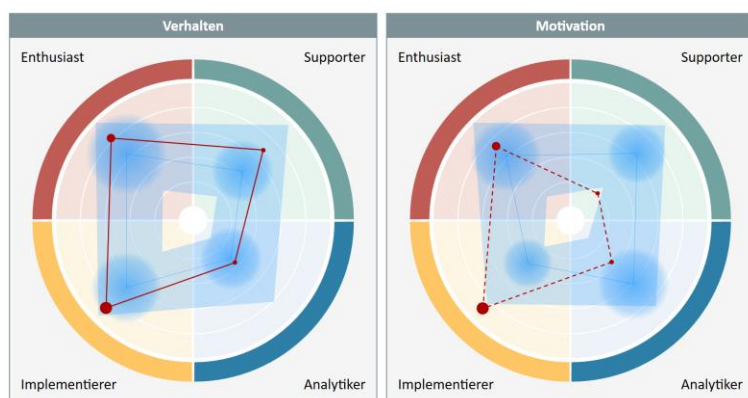 Verhalten
Enthusiast
Supporter
Implementierer
Analytiker
Motivation
Enthusiast
Supporter
Implementierer
Analytiker